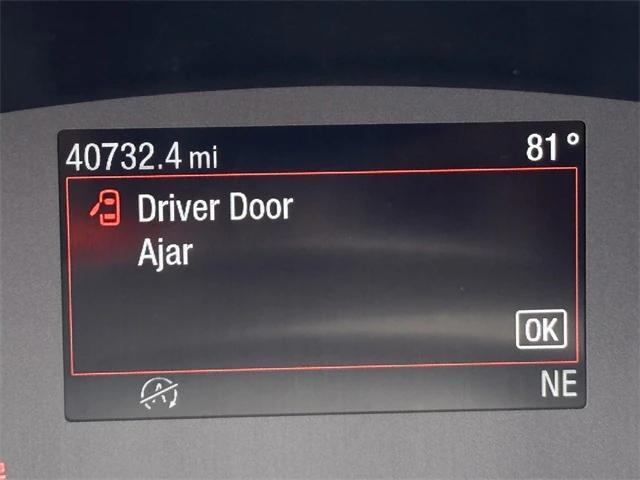 40732.4 mi 81°
Driver Door
Ajar
OK
NE